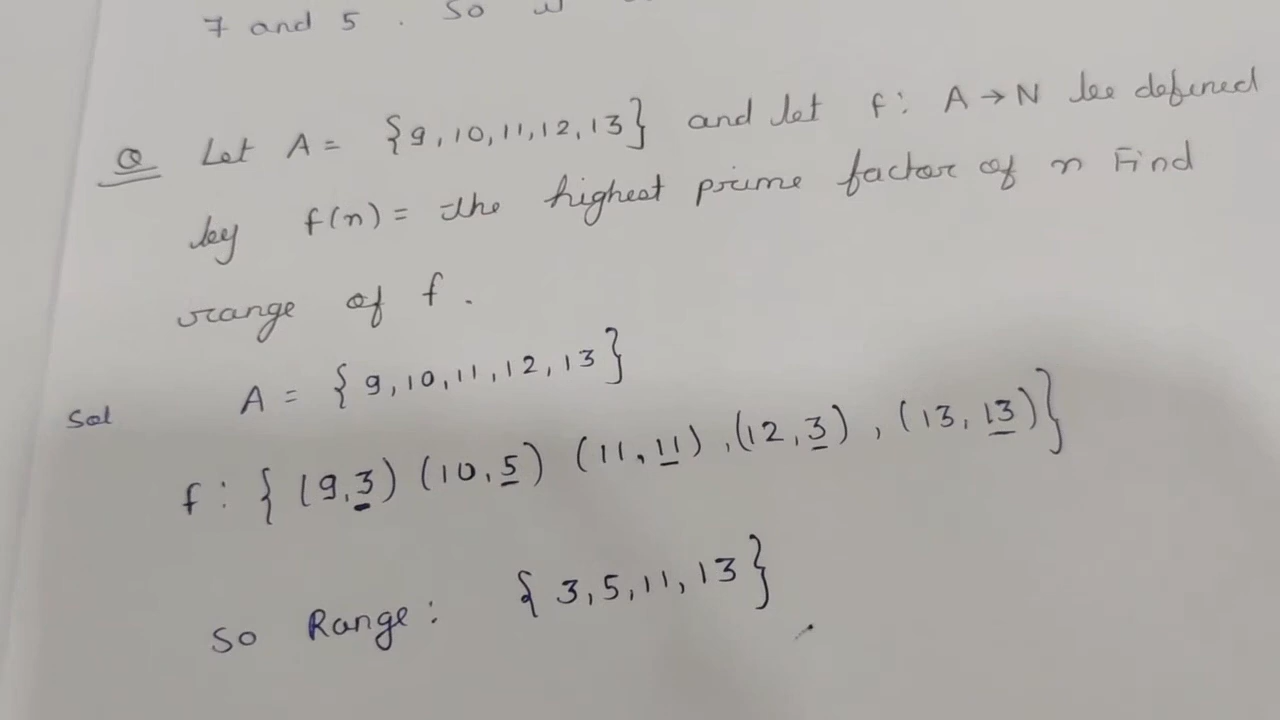 7 and 5 . So
Q Let A = {9, 10, 11, 12, 13} and let f: A → N be defined
by f(n) = the highest prime factor of n Find
range of f.
Sol A = {9, 10, 11, 12, 13}
f : { (9, 3) (10, 5) (11, 11), (12, 3), (13, 13)}
So Range : {3, 5, 11, 13}